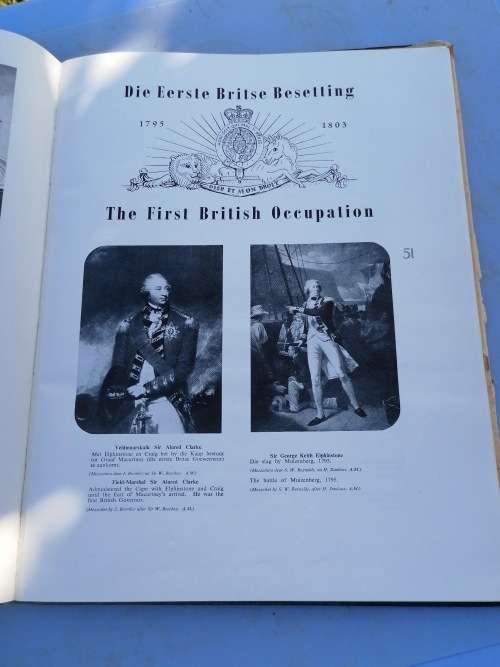 Die Eerste Britse Besetting
1795
1803
DIEU ET MON DROIT
The First British Occupation
51
Veldmaarskalk Sir Alured Clarke
Met Elphinstone en Craig het hy die Kaap bestuur
tot Graaf Macartney (die eerste Britse Goewerneur)
te aankoms.
Field-Marshal Sir Alured Clarke
Administered the Cape with Elphinstone and Craig
until the Earl of Macartney's arrival. He was the
first British Governor.
Sir George Keith Elphinstone
Die slag by Muizenberg, 1795.
The battle of Muizenberg, 1795.